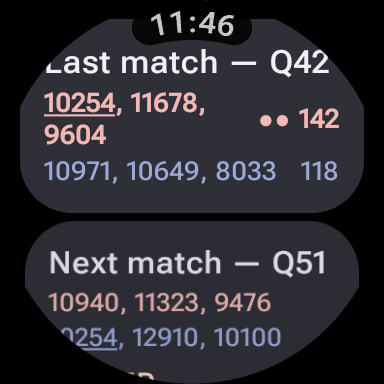 11:46
Last match — Q42
10254, 11678, 9604 •• 142
10971, 10649, 8033 118
Next match — Q51
10940, 11323, 9476
12910, 10100